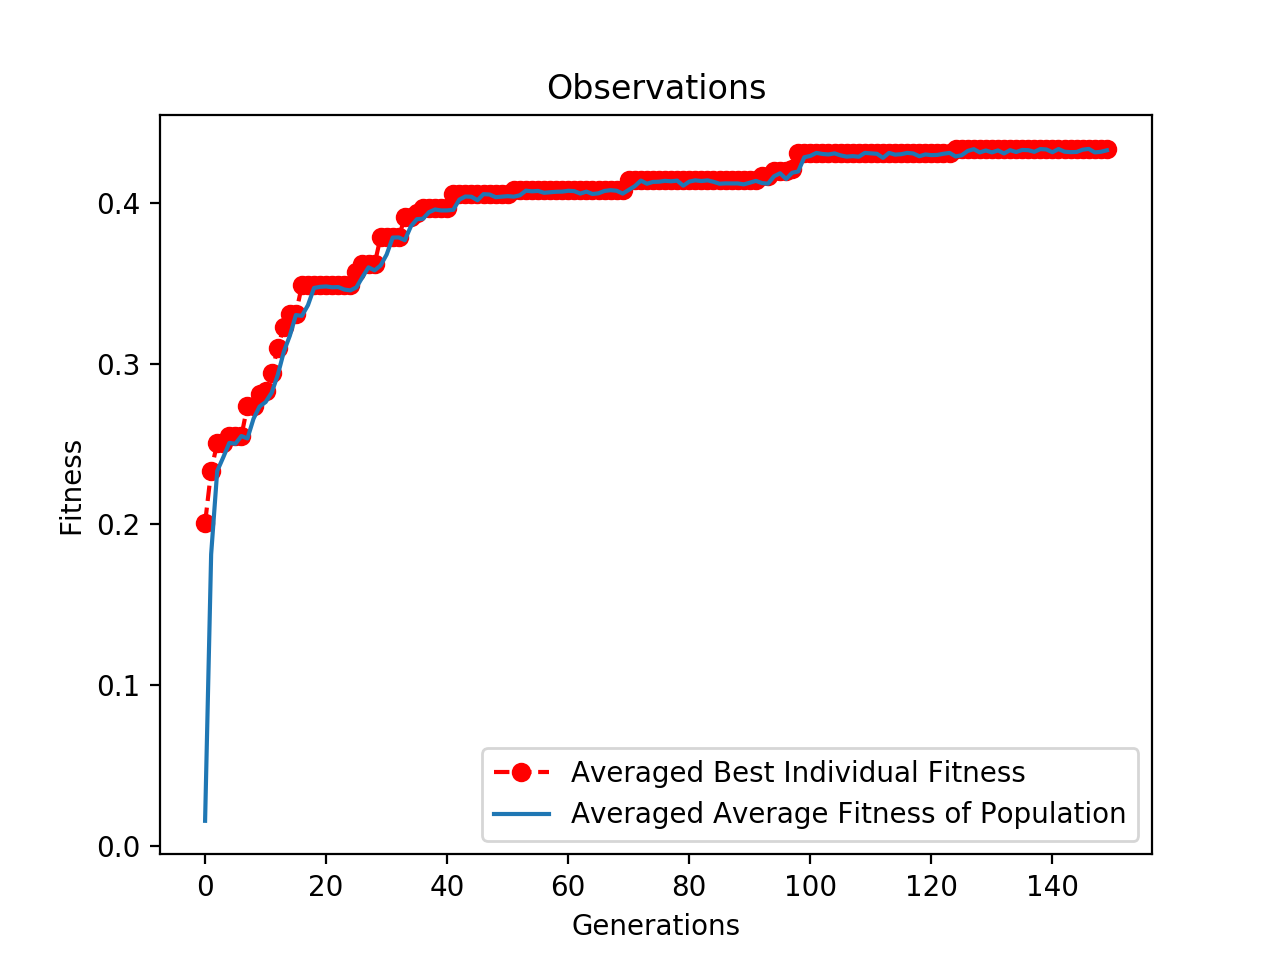 Observations
Fitness
0.4
0.3
0.2
0.1
0.0
Averaged Best Individual Fitness
Averaged Average Fitness of Population
0 20 40 60 80 100 120 140
Generations